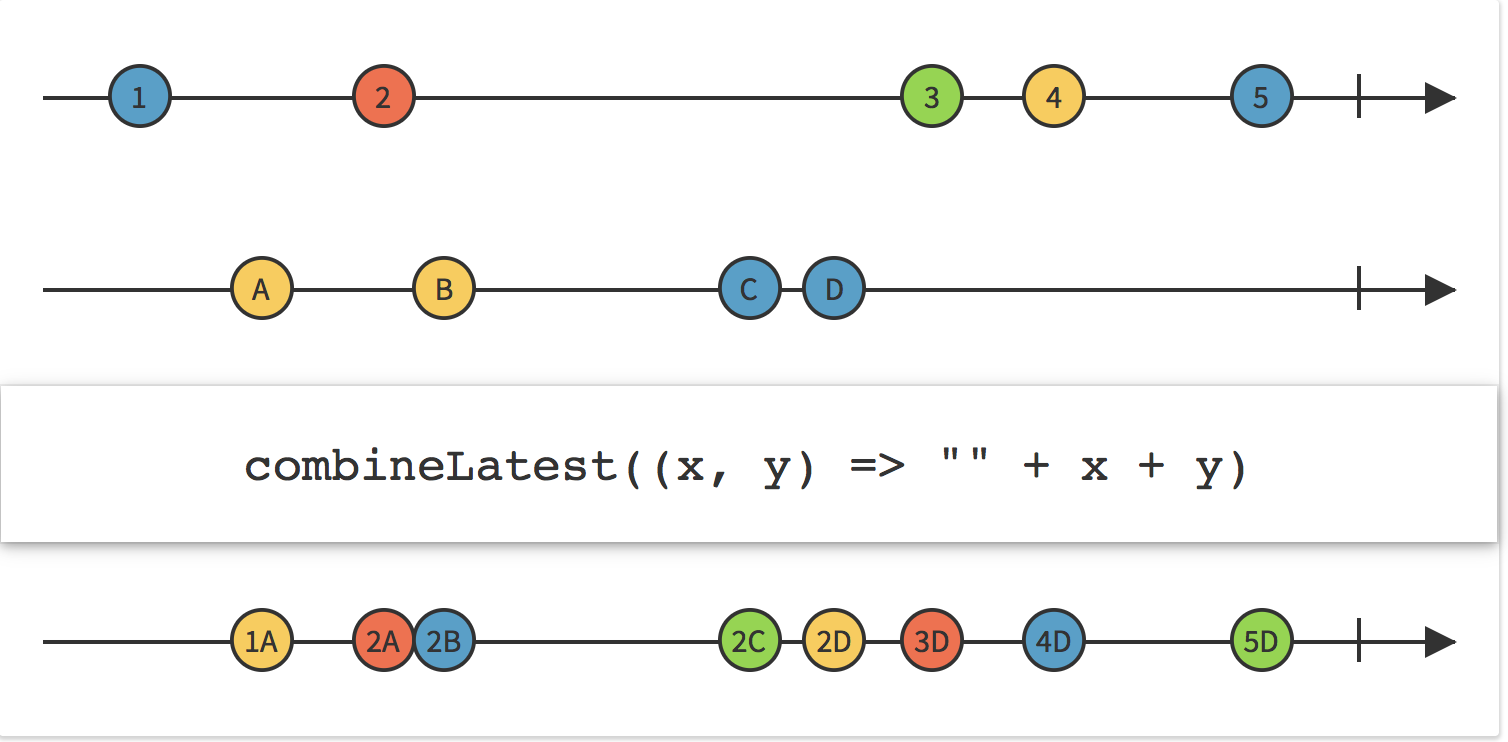 1 2 3 4 5
A B C D
combineLatest((x, y) => "" + x + y)
1A 2A 2B 2C 2D 3D 4D 5D